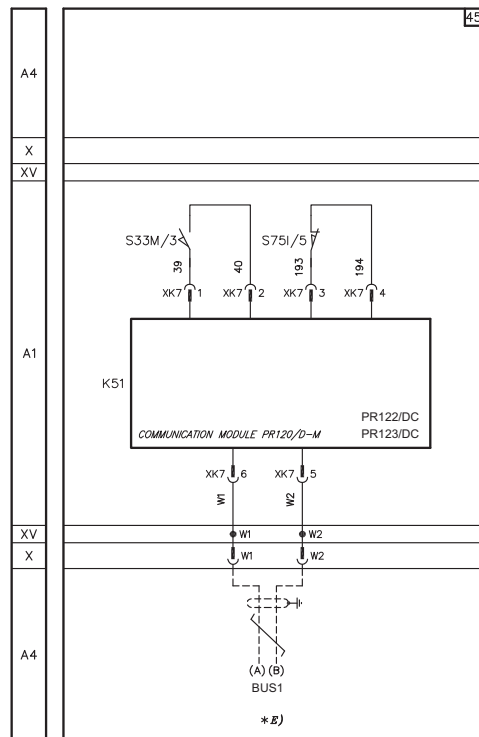 45
A4
X
XV
S33M/3 S75I/5
39 40 193 194
XK7 1 XK7 2 XK7 3 XK7 4
A1
K51
PR122/DC
COMMUNICATION MODULE PR120/D-M PR123/DC
XK7 6 XK7 5
W1 W2
XV W1 W2
X W1 W2
A4
(A) (B)
BUS1
*E)